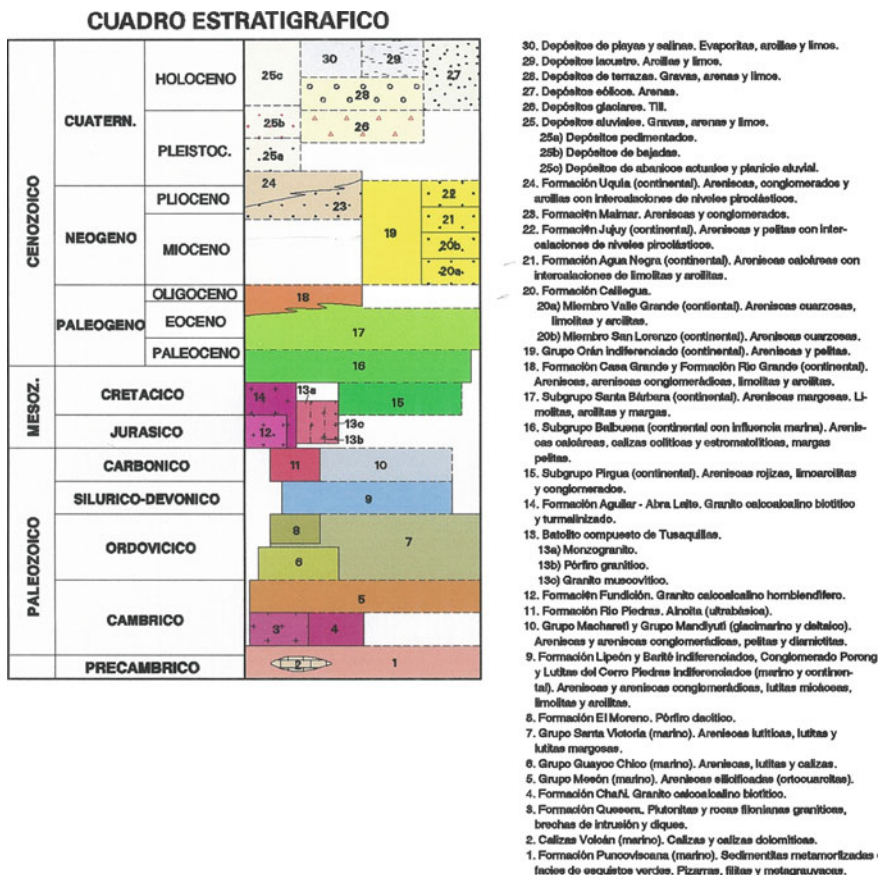 CUADRO ESTRATIGRAFICO
CENOZOICO
CUATERN.
HOLOCENO
PLEISTOC.
NEOGENO
PLIOCENO
MIOCENO
PALEOGENO
OLIGOCENO
EOCENO
PALEOCENO
MESOZ.
CRETACICO
JURASICO
PALEOZOICO
CARBONICO
SILURICO-DEVONICO
ORDOVICICO
CAMBRICO
PRECAMBRICO
25c
30
29
27
28
25b
26
25a
24
23
19
22
21
20b
20a
18
17
16
14
13a
15
12
13c
13b
11
10
9
8
7
6
5
3
4
2
1
30. Depósitos de playas y salinas. Evaporitas, arcillas y limos.
29. Depósitos lacustre. Arcillas y limos.
28. Depósitos de terrazas. Gravas, arenas y limos.
27. Depósitos eólicos. Arenas.
26. Depósitos glaciares. Till.
25. Depósitos aluviales. Gravas, arenas y limos.
25a) Depósitos pedimentados.
25b) Depósitos de bajadas.
25c) Depósitos de abanicos actuales y planicie aluvial.
24. Formación Uquia (continental). Areniscas, conglomerados y
arcillas con intercalaciones de niveles piroclásticos.
23. Formación Maimar. Areniscas y conglomerados.
22. Formación Jujuy (continental). Areniscas y pelitas con inter-
calaciones de niveles piroclásticos.
21. Formación Agua Negra (continental). Areniscas calcáreas con
intercalaciones de limolitas y arcilitas.
20. Formación Calilegua.
20a) Miembro Valle Grande (contiental). Areniscas cuarzosas,
limolitas y arcilitas.
20b) Miembro San Lorenzo (continental). Areniscas cuarzosas.
19. Grupo Orán indiferenciado (continental). Areniscas y pelitas.
18. Formación Casa Grande y Formación Rio Grande (continental).
Areniscas, areniscas conglomerádicas, limolitas y arcilitas.
17. Subgrupo Santa Bárbara (continental). Areniscas margosas. Li-
molitas, arcilitas y margas.
16. Subgrupo Balbuena (continental con influencia marina). Arenis-
cas calcáreas, calizas oolíticas y estromatolíticas, margas
pelitas.
15. Subgrupo Pirgua (continental). Areniscas rojizas, limoarcilitas
y conglomerados.
14. Formación Aguilar - Abra Laite. Granito calcoalcalino biotitico
y turmalinizado.
13. Batolito compuesto de Tusaquillas.
13a) Monzogranito.
13b) Pórfiro granitico.
13c) Granito muscovitico.
12. Formación Fundición. Granito calcoalcalino hornblendífero.
11. Formación Rio Piedras. Alnoita (ultrabásica).
10. Grupo Machareti y Grupo Mandiyuti (glacimarino y deltaico).
Areniscas y areniscas conglomerádicas, pelitas y diamictitas.
9. Formación Lipeón y Barité indiferenciados, Conglomerado Porong
y Lutitas del Cerro Piedras indiferenciados (marino y continen-
tal). Areniscas y areniscas conglomerádicas, lutitas micáceas,
limolitas y arcilitas.
8. Formación El Moreno. Pórfiro dacitico.
7. Grupo Santa Victoria (marino). Areniscas lutiticas, lutitas y
lutitas margosas.
6. Grupo Guayoc Chico (marino). Areniscas, lutitas y calizas.
5. Grupo Mesón (marino). Areniscas silicificadas (ortocuarcitas).
4. Formación Chañi. Granito calcoalcalino biotitico.
3. Formación Quesera. Plutonitas y rocas filonianas graniticas,
brechas de intrusión y diques.
2. Calizas Volcán (marino). Calizas y calizas dolomiticas.
1. Formación Puncoviscana (marino). Sedimentitas metamorfizadas
facies de esquistos verdes. Pizarras, filitas y metagrauvacas.